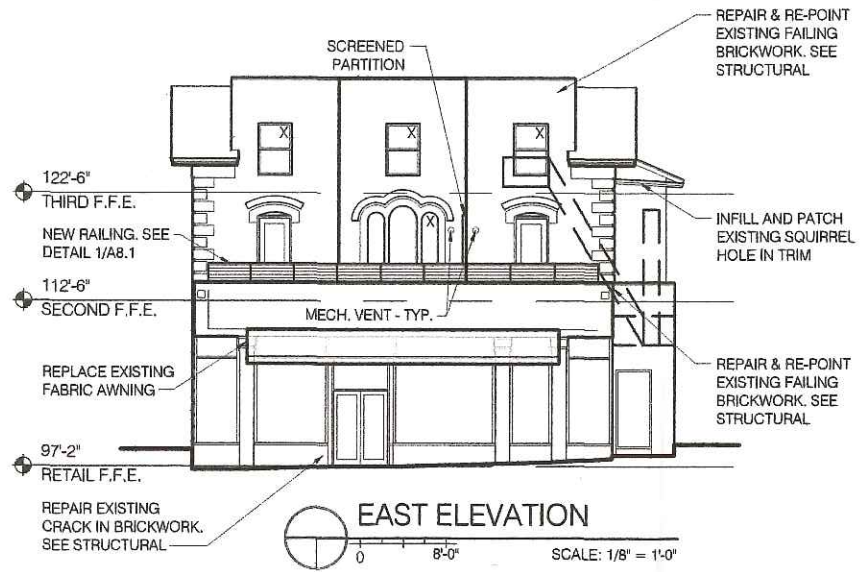 REPAIR & RE-POINT
EXISTING FAILING
BRICKWORK. SEE
STRUCTURAL
SCREENED
PARTITION
X
X
X
122'-6"
THIRD F.F.E.
NEW RAILING. SEE
DETAIL 1/A8.1
X
INFILL AND PATCH
EXISTING SQUIRREL
HOLE IN TRIM
112'-6"
SECOND F.F.E.
MECH. VENT - TYP.
REPLACE EXISTING
FABRIC AWNING
REPAIR & RE-POINT
EXISTING FAILING
BRICKWORK. SEE
STRUCTURAL
97'-2"
RETAIL F.F.E.
REPAIR EXISTING
CRACK IN BRICKWORK.
SEE STRUCTURAL
EAST ELEVATION
0 8'-0" SCALE: 1/8" = 1'-0"